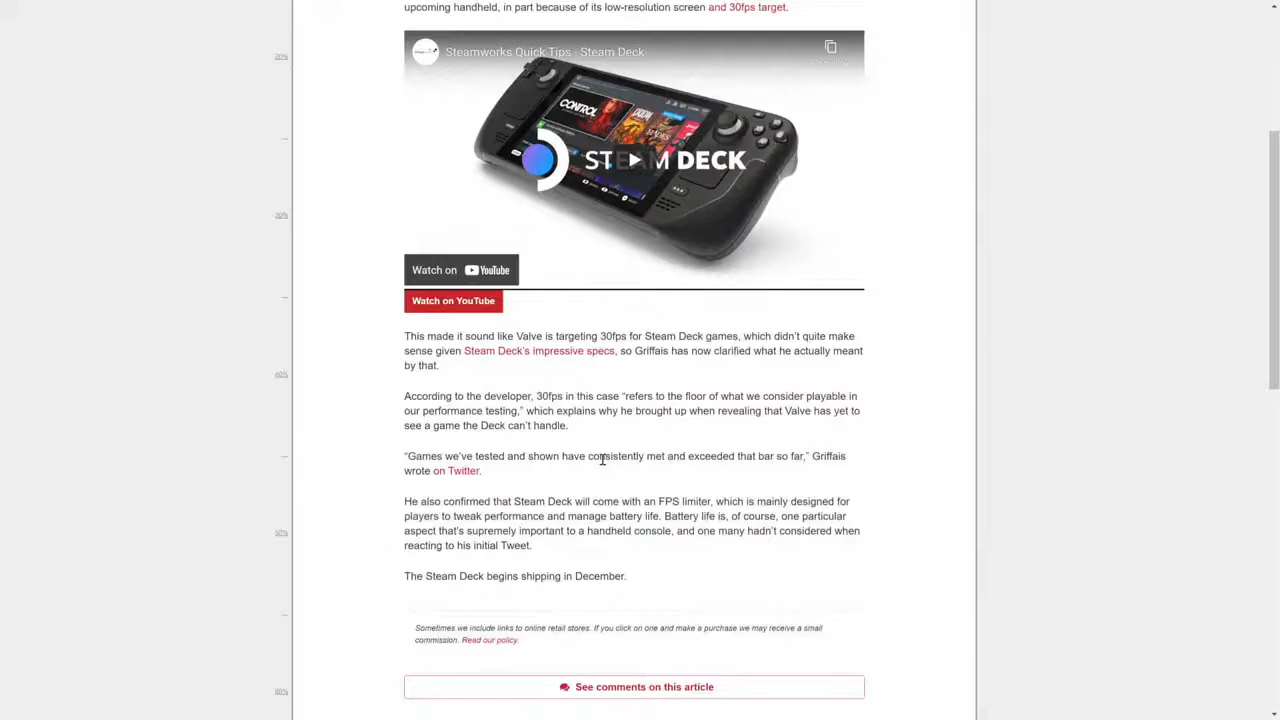 upcoming handheld, in part because of its low-resolution screen and 30fps target.
Steamworks Quick Tips - Steam Deck
CONTROL
STEAM DECK
Watch on YouTube
Watch on YouTube
This made it sound like Valve is targeting 30fps for Steam Deck games, which didn't quite make
sense given Steam Deck's impressive specs, so Griffais has now clarified what he actually meant
by that.
According to the developer, 30fps in this case “refers to the floor of what we consider playable in
our performance testing,” which explains why he brought up when revealing that Valve has yet to
see a game the Deck can't handle.
“Games we've tested and shown have consistently met and exceeded that bar so far,” Griffais
wrote on Twitter.
He also confirmed that Steam Deck will come with an FPS limiter, which is mainly designed for
players to tweak performance and manage battery life. Battery life is, of course, one particular
aspect that's supremely important to a handheld console, and one many hadn't considered when
reacting to his initial Tweet.
The Steam Deck begins shipping in December.
Sometimes we include links to online retail stores. If you click on one and make a purchase we may receive a small
commission. Read our policy.
See comments on this article